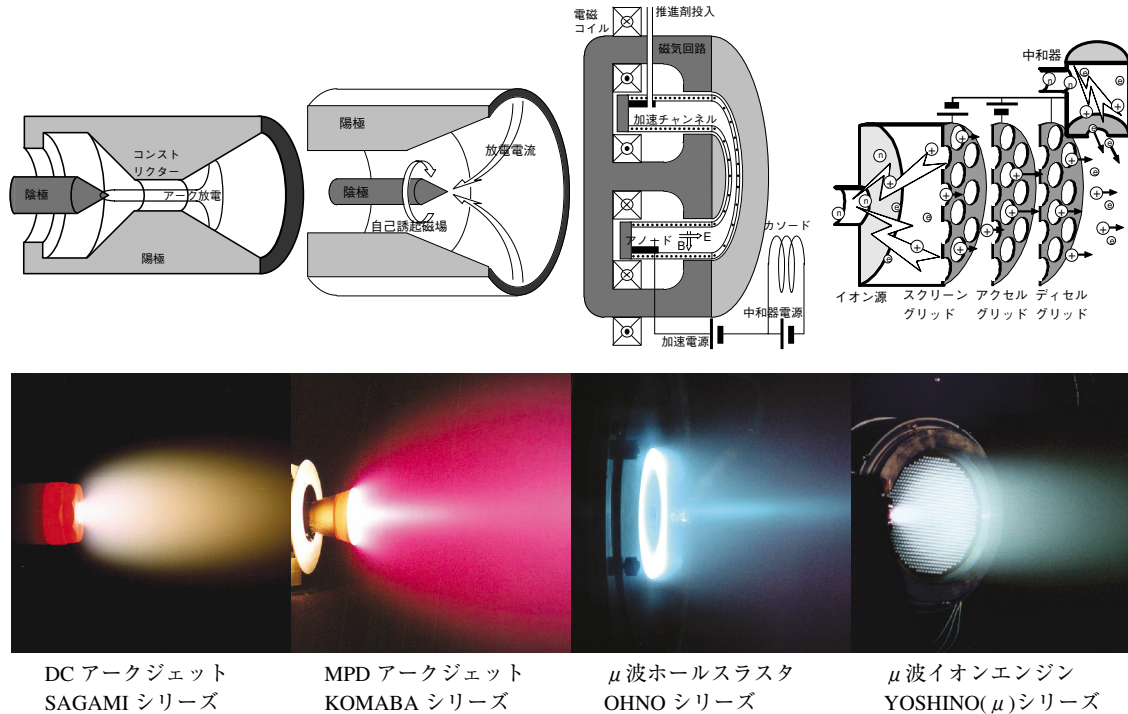 陰極
コンスト
リクター
アーク放電
陽極
陽極
陰極
放電電流
自己誘起磁場
電磁
コイル
推進剤投入
磁気回路
加速チャンネル
アノード
E
B
カソード
中和器電源
加速電源
中和器
イオン源
スクリーン
グリッド
アクセル
グリッド
ディセル
グリッド
DC アークジェット
SAGAMI シリーズ
MPD アークジェット
KOMABA シリーズ
μ波ホールスラスタ
OHNO シリーズ
μ波イオンエンジン
YOSHINO(μ)シリーズ